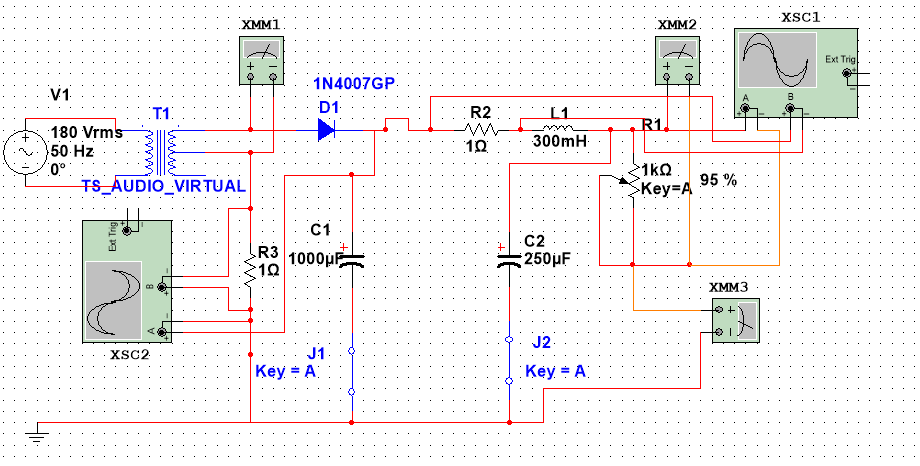 XMM1
XMM2
XSC1
Ext Trig
+
−
A
B
+
−
+
−
+
−
+
−
V1
180 Vrms
50 Hz
0°
T1
TS_AUDIO_VIRTUAL
1N4007GP
D1
R2
1Ω
L1
300mH
R1
1kΩ
Key=A
95 %
Ext Trig
+
−
B
A
XSC2
R3
1Ω
C1
+
1000µF
C2
+
250µF
J1
Key = A
J2
Key = A
XMM3
+
−